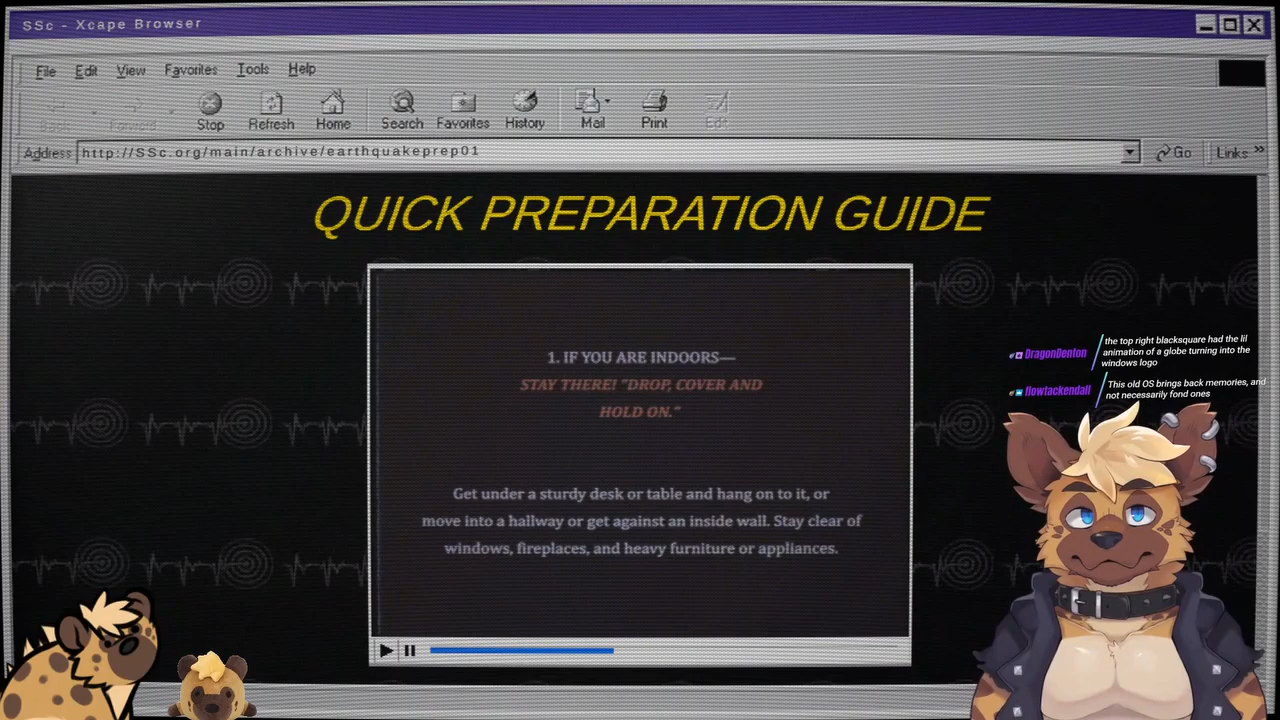 SSc - Xcape Browser
File Edit View Favorites Tools Help
Back Forward Stop Refresh Home Search Favorites History Mail Print Edit
Address http://SSc.org/main/archive/earthquakeprep01 Go Links »
QUICK PREPARATION GUIDE
1. IF YOU ARE INDOORS—
STAY THERE! "DROP, COVER AND
HOLD ON."
Get under a sturdy desk or table and hang on to it, or
move into a hallway or get against an inside wall. Stay clear of
windows, fireplaces, and heavy furniture or appliances.
DragonDenton
the top right blacksquare had the lil
animation of a globe turning into the
windows logo
flowtackendall
This old OS brings back memories, and
not necessarily fond ones